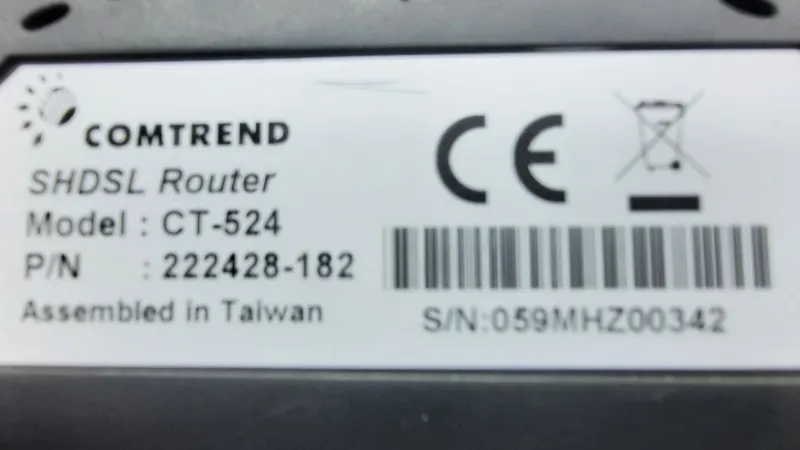 COMTREND
SHDSL Router
Model : CT-524
P/N : 222428-182
Assembled in Taiwan
CE
S/N:059MHZ00342